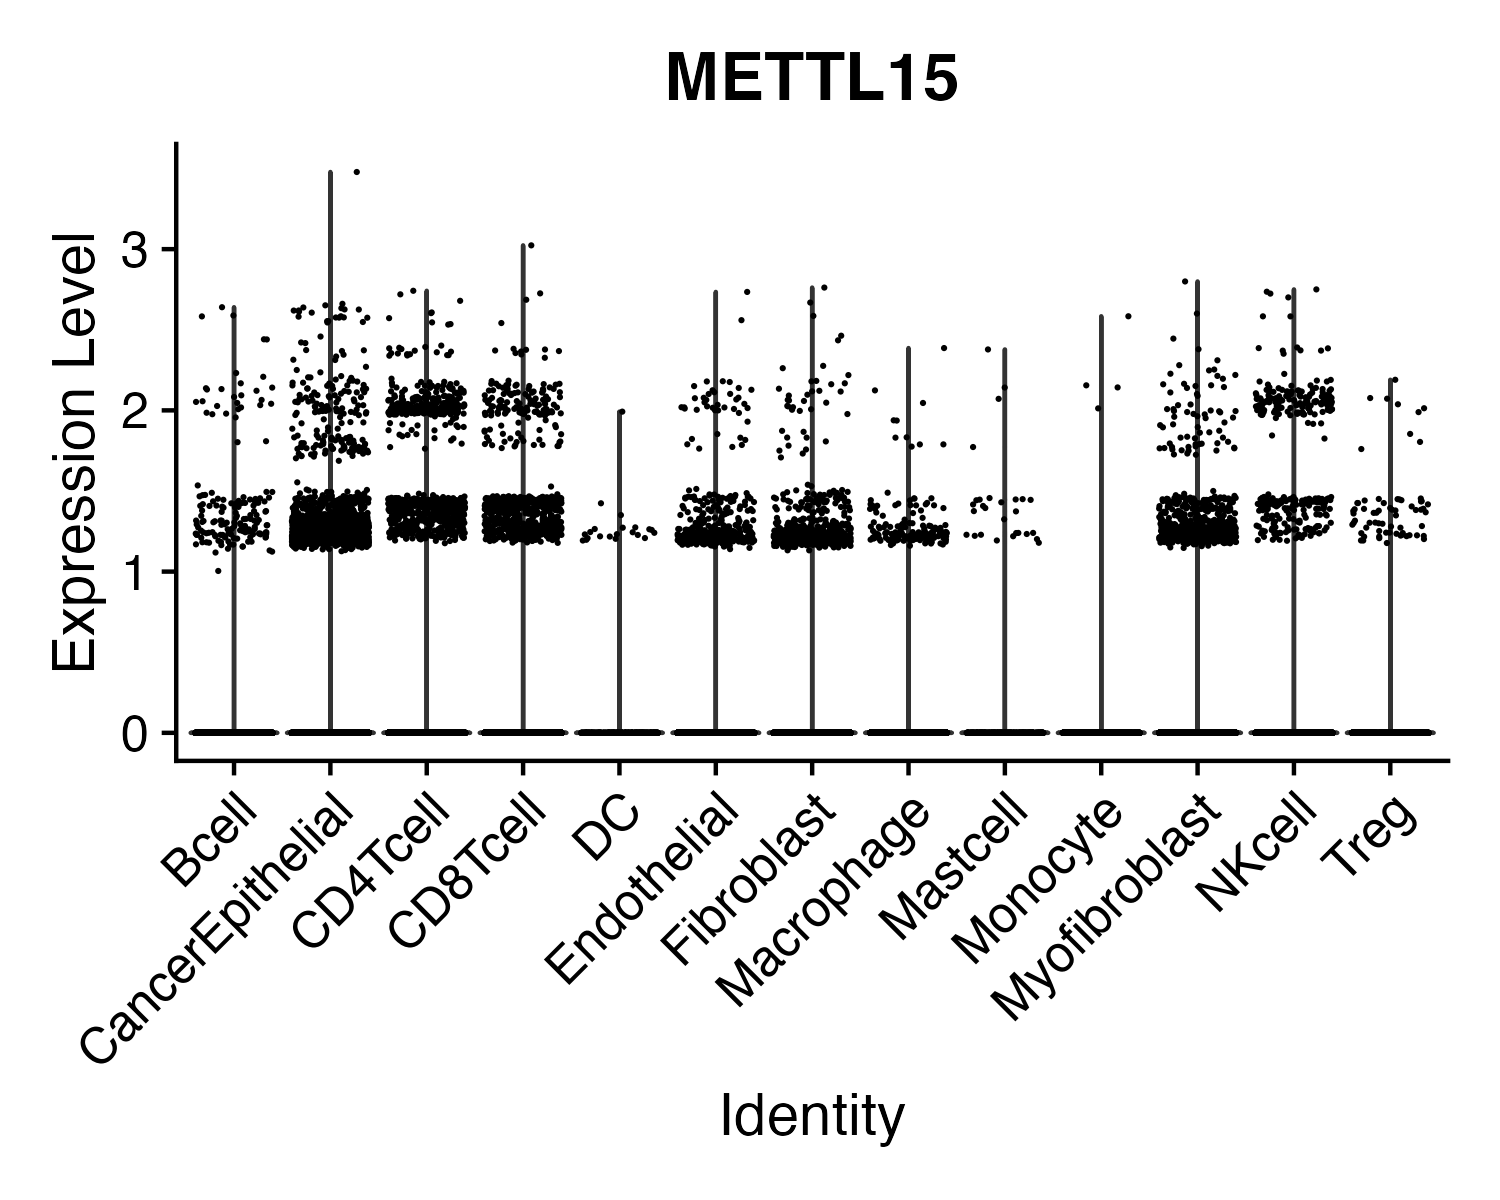 METTL15
Expression Level
3
2
1
0
Bcell
CancerEpithelial
CD4Tcell
CD8Tcell
DC
Endothelial
Fibroblast
Macrophage
Mastcell
Monocyte
Myofibroblast
NKcell
Treg
Identity